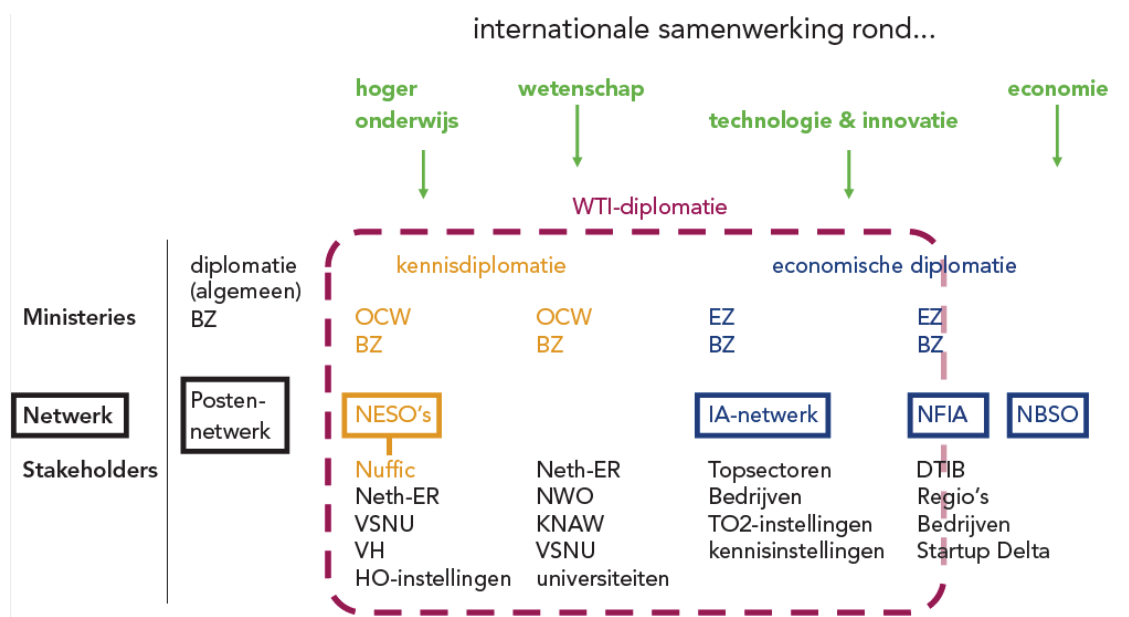 internationale samenwerking rond...
hoger
onderwijs
wetenschap
technologie & innovatie
economie
WTI-diplomatie
diplomatie
(algemeen)
kennisdiplomatie
economische diplomatie
Ministeries
BZ
OCW
BZ
OCW
BZ
EZ
BZ
EZ
BZ
Netwerk
Posten-
netwerk
NESO's
IA-netwerk
NFIA
NBSO
Stakeholders
Nuffic
Neth-ER
VSNU
VH
HO-instellingen
Neth-ER
NWO
KNAW
VSNU
universiteiten
Topsectoren
Bedrijven
TO2-instellingen
kennisinstellingen
DTIB
Regio's
Bedrijven
Startup Delta